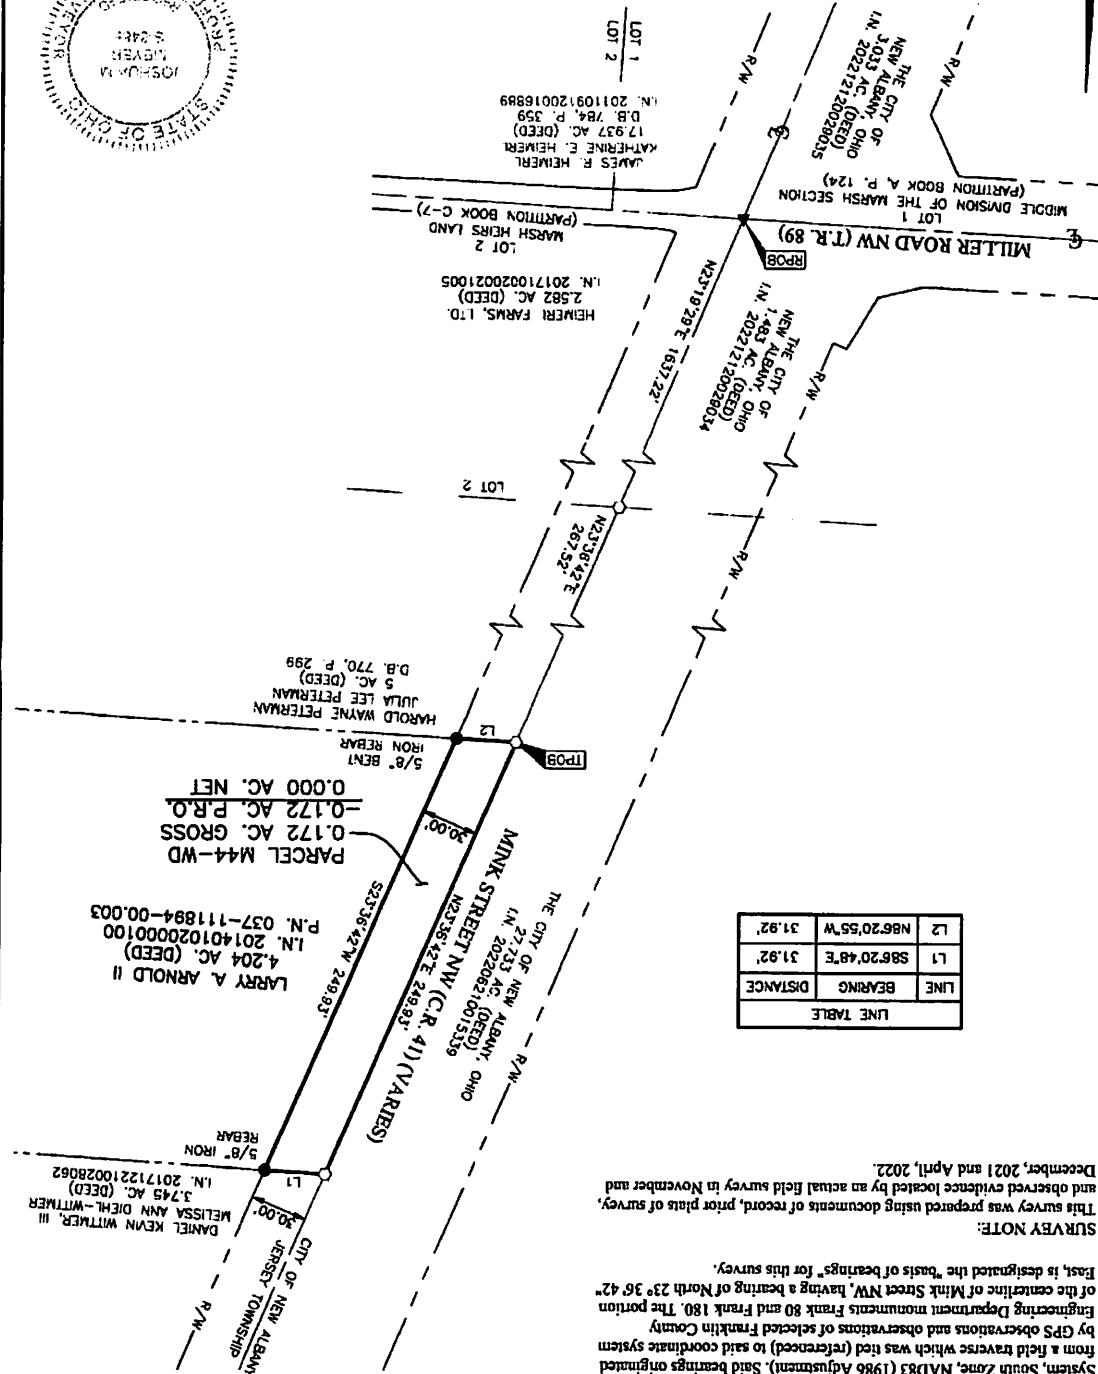 System, South Zone, NAD83 (1986 Adjustment). Said bearings originated
from a field traverse which was tied (referenced) to said coordinate system
by GPS observations and observations of selected Franklin County
Engineering Department monuments Frank 80 and Frank 180. The portion
of the centerline of Mink Street NW, having a bearing of North 23° 36' 42"
East, is designated the "basis of bearings" for this survey.
SURVEY NOTE:
This survey was prepared using documents of record, prior plats of survey,
and observed evidence located by an actual field survey in November and
December, 2021 and April, 2022.
LINE TABLE
LINE BEARING DISTANCE
L1 S86°20'48"E 31.92'
L2 N86°20'55"W 31.92'
R/W
CITY OF NEW ALBANY
JERSEY TOWNSHIP
30.00'
DANIEL KEVIN WITTMER, III
MELISSA ANN DIEHL-WITTMER
3.745 AC. (DEED)
I.N. 201712210028062
5/8" IRON
REBAR
L1
R/W
THE CITY OF NEW ALBANY, OHIO
27.733 AC. (DEED)
I.N. 202206210015339
MINK STREET NW (C.R. 41) (VARIES)
N23°36'42"E 249.93'
S23°36'42"W 249.93'
LARRY A. ARNOLD II
4.204 AC. (DEED)
I.N. 201401020000100
P.N. 037-111894-00.003
PARCEL M44-WD
0.172 AC. GROSS
-0.172 AC. P.R.O.
0.000 AC. NET
30.00'
5/8" BENT
IRON REBAR
TPOB
L2
HAROLD WAYNE PETERMAN
JULIA LEE PETERMAN
5 AC. (DEED)
D.B. 770, P. 299
N23°36'42"E
267.52'
R/W
LOT 2
R/W
THE CITY OF
NEW ALBANY, OHIO
1.483 AC. (DEED)
I.N. 202212120029034
N23°19'29"E 1637.22'
HEIMERL FARMS, LTD.
2.582 AC. (DEED)
I.N. 201710020021005
RPOB
MILLER ROAD NW (T.R. 89)
LOT 2
MARSH HEIRS LAND
(PARTITION BOOK C-7)
LOT 1
MIDDLE DIVISION OF THE MARSH SECTION
(PARTITION BOOK A, P. 124)
JAMES R. HEIMERL
KATHERINE E. HEIMERL
17.937 AC. (DEED)
D.B. 784, P. 359
I.N. 201109120016889
THE CITY OF
NEW ALBANY, OHIO
3.033 AC. (DEED)
I.N. 202212120029035
R/W
R/W
LOT 1
LOT 2
STATE OF OHIO
JOSHUA M
MEYER